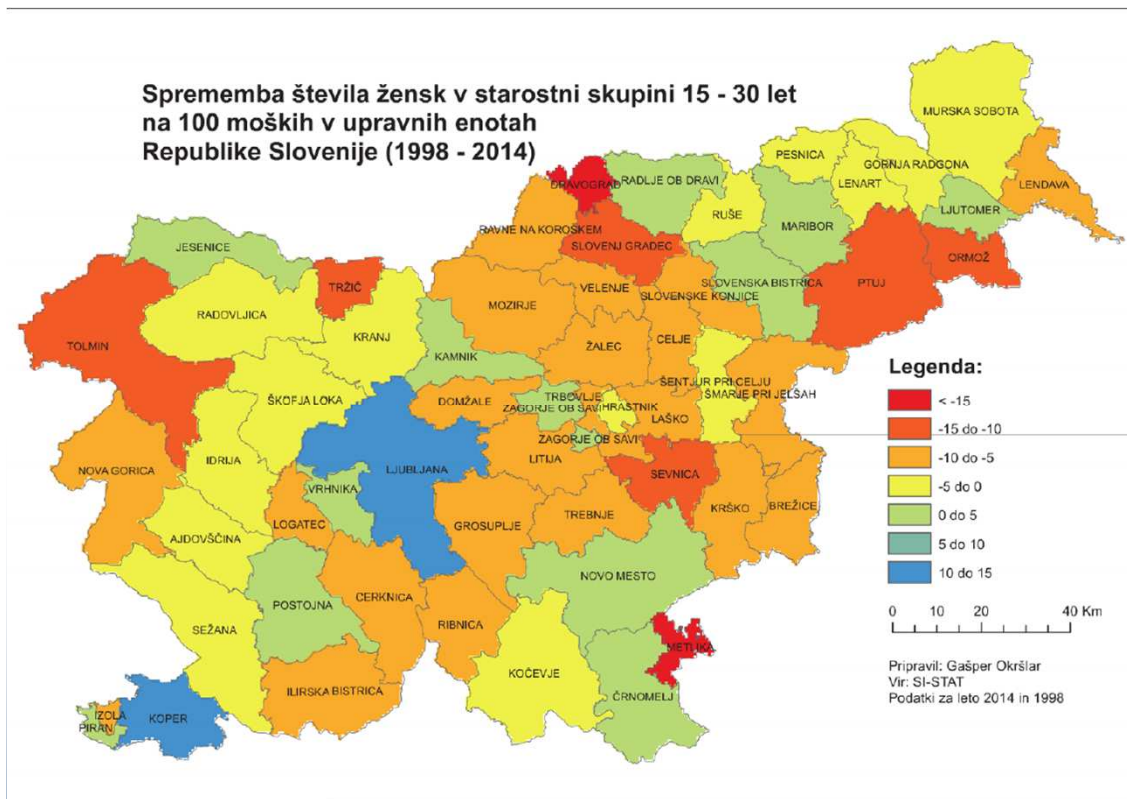 Sprememba števila žensk v starostni skupini 15 - 30 let
na 100 moških v upravnih enotah
Republike Slovenije (1998 - 2014)
MURSKA SOBOTA
PESNICA
GORNJA RADGONA
LENART
LENDAVA
DRAVOGRAD
RADLJE OB DRAVI
RUŠE
MARIBOR
LJUTOMER
RAVNE NA KOROŠKEM
SLOVENJ GRADEC
ORMOŽ
JESENICE
TRŽIČ
SLOVENSKA BISTRICA
PTUJ
MOZIRJE
VELENJE
SLOVENSKE KONJICE
RADOVLJICA
KRANJ
TOLMIN
KAMNIK
ŽALEC
CELJE
ŠENTJUR PRI CELJU
ŠMARJE PRI JELŠAH
ŠKOFJA LOKA
DOMŽALE
TRBOVLJE
ZAGORJE OB SAVI
HRASTNIK
LAŠKO
ZAGORJE OB SAVI
NOVA GORICA
IDRIJA
LJUBLJANA
LITIJA
SEVNICA
VRHNIKA
KRŠKO
BREŽICE
LOGATEC
GROSUPLJE
TREBNJE
AJDOVŠČINA
NOVO MESTO
CERKNICA
POSTOJNA
RIBNICA
SEŽANA
METLIKA
KOČEVJE
ILIRSKA BISTRICA
ČRNOMELJ
IZOLA
PIRAN
KOPER
Legenda:
< -15
-15 do -10
-10 do -5
-5 do 0
0 do 5
5 do 10
10 do 15
0 10 20 40 Km
Pripravil: Gašper Okršlar
Vir: SI-STAT
Podatki za leto 2014 in 1998